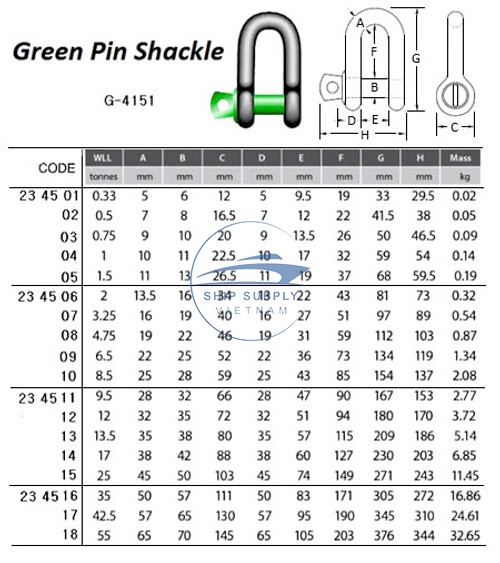 Green Pin Shackle
G-4151
A
F
G
B
D
E
H
C
CODE WLL A B C D E F G H Mass
tonnes mm mm mm mm mm mm mm mm kg
23 45 01 0.33 5 6 12 5 9.5 19 33 29.5 0.02
02 0.5 7 8 16.5 7 12 22 41.5 38 0.05
03 0.75 9 10 20 9 13.5 26 50 46.5 0.09
04 1 10 11 22.5 10 17 32 59 54 0.14
05 1.5 11 13 26.5 11 19 37 68 59.5 0.19
23 45 06 2 13.5 16 34 13 22 43 81 73 0.32
SHIP SUPPLY
07 3.25 16 19 40 16 27 51 97 89 0.54
VIETNAM
08 4.75 19 22 46 19 31 59 112 103 0.87
09 6.5 22 25 52 22 36 73 134 119 1.34
10 8.5 25 28 59 25 43 85 154 137 2.08
23 45 11 9.5 28 32 66 28 47 90 167 153 2.77
12 12 32 35 72 32 51 94 180 170 3.72
13 13.5 35 38 80 35 57 115 209 186 5.14
14 17 38 42 88 38 60 127 230 203 6.85
15 25 45 50 103 45 74 149 271 243 11.45
23 45 16 35 50 57 111 50 83 171 305 272 16.86
17 42.5 57 65 130 57 95 190 345 310 24.61
18 55 65 70 145 65 105 203 376 344 32.65